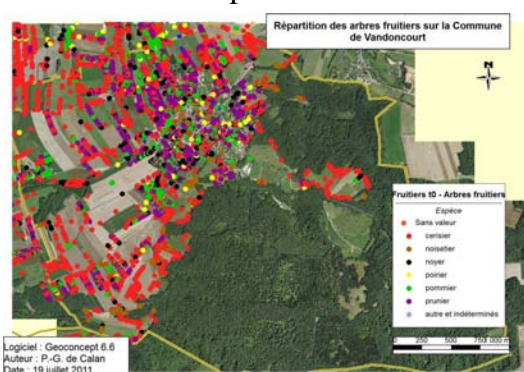 Répartition des arbres fruitiers sur la Commune
de Vandoncourt
Fruitiers t0 - Arbres fruitiers
Espèce
Sans valeur
cerisier
noisetier
noyer
poirier
pommier
prunier
autre et indéterminés
0 250 500 750 1 000 m
Logiciel : Geoconcept 6.6
Auteur : P.-G. de Calan
Date : 19 juillet 2011